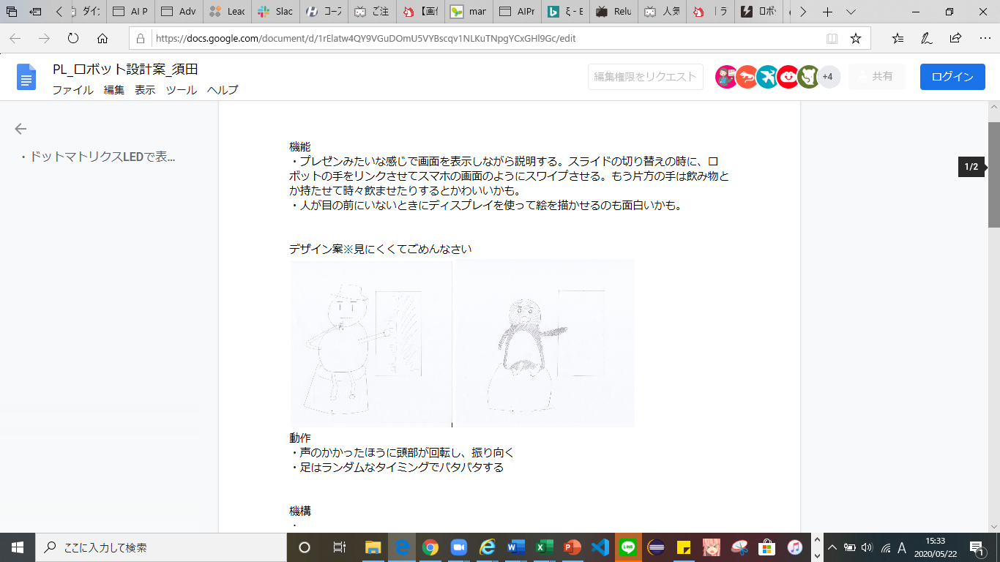 ダイ
AI P
Adv
Leac
Slac
コース
ご注
【画像
mar
AIPr
ξ - E
Relu
人気
｜ラ
ロボ
https://docs.google.com/document/d/1rElatw4QY9VGuDOmU5VYBscqv1NLKuTNpgYCxGHl9Gc/edit
PL_ロボット設計案_須田
ファイル 編集 表示 ツール ヘルプ
編集権限をリクエスト
+4
共有
ログイン
・ドットマトリクスLEDで表...
1/2
機能
・プレゼンみたいな感じで画面を表示しながら説明する。スライドの切り替えの時に、ロ
ボットの手をリンクさせてスマホの画面のようにスワイプさせる。もう片方の手は飲み物と
か持たせて時々飲ませたりするとかわいいかも。
・人が目の前にいないときにディスプレイを使って絵を描かせるのも面白いかも。
デザイン案※見にくくてごめんなさい
動作
・声のかかったほうに頭部が回転し、振り向く
・足はランダムなタイミングでバタバタする
機構
・
ここに入力して検索
LINE
A
15:33
2020/05/22
1